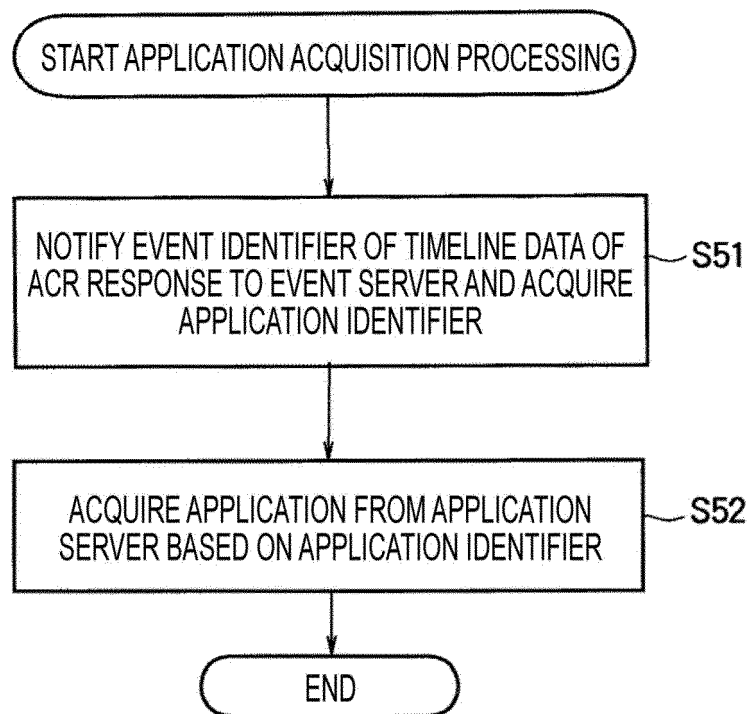 START APPLICATION ACQUISITION PROCESSING
NOTIFY EVENT IDENTIFIER OF TIMELINE DATA OF
ACR RESPONSE TO EVENT SERVER AND ACQUIRE
APPLICATION IDENTIFIER
S51
ACQUIRE APPLICATION FROM APPLICATION
SERVER BASED ON APPLICATION IDENTIFIER
S52
END